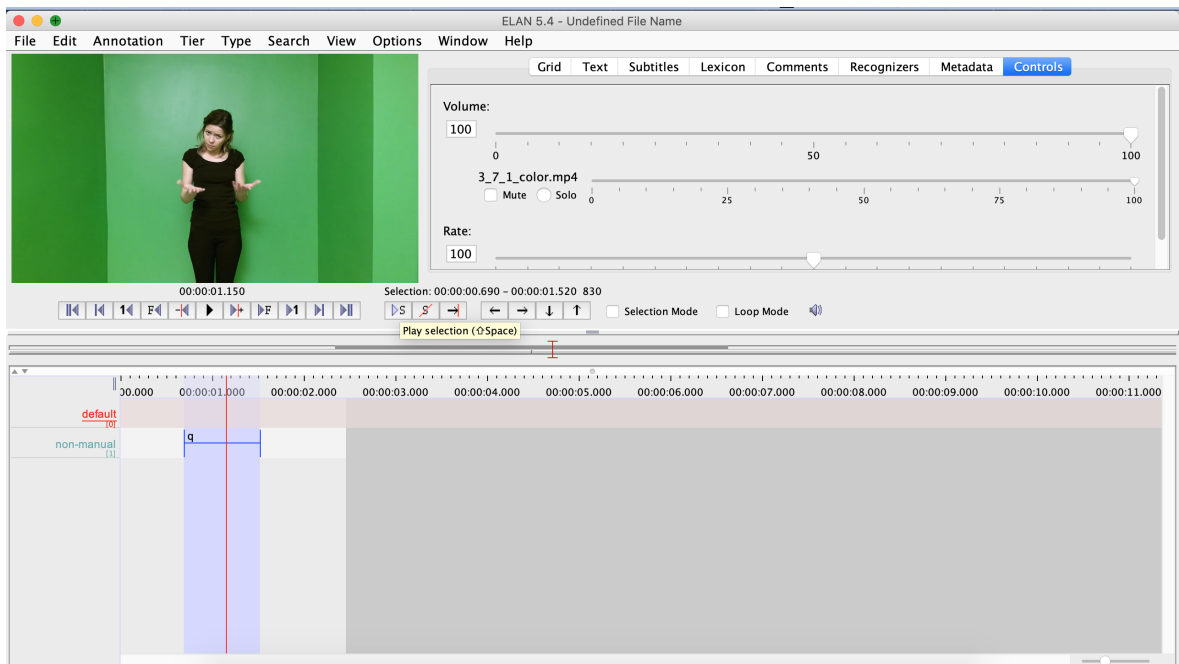 ELAN 5.4 - Undefined File Name
File Edit Annotation Tier Type Search View Options Window Help
Grid Text Subtitles Lexicon Comments Recognizers Metadata Controls
Volume:
100
0 50 100
3_7_1_color.mp4
Mute Solo 0 25 50 75 100
Rate:
100
00:00:01.150 Selection: 00:00:00.690 - 00:00:01.520 830
1 F F 1 S S Selection Mode Loop Mode
Play selection (⇧Space)
00.000 00:00:01.000 00:00:02.000 00:00:03.000 00:00:04.000 00:00:05.000 00:00:06.000 00:00:07.000 00:00:08.000 00:00:09.000 00:00:10.000 00:00:11.000
default
[0]
q
non-manual
[1]